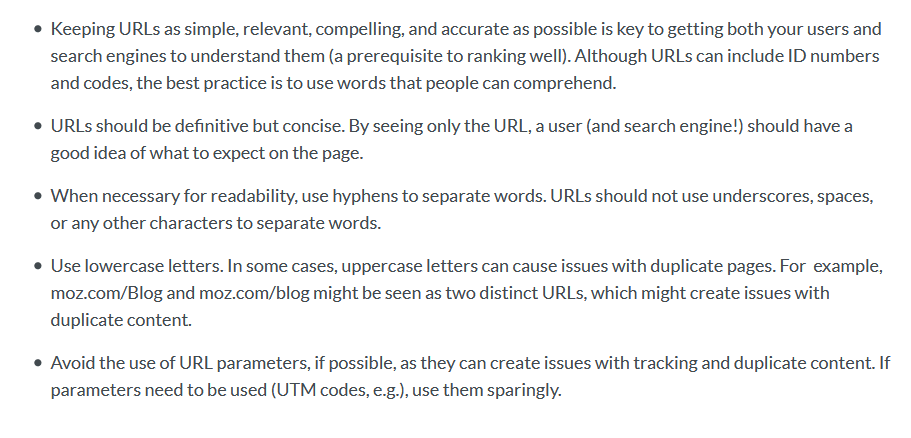 • Keeping URLs as simple, relevant, compelling, and accurate as possible is key to getting both your users and
search engines to understand them (a prerequisite to ranking well). Although URLs can include ID numbers
and codes, the best practice is to use words that people can comprehend.
• URLs should be definitive but concise. By seeing only the URL, a user (and search engine!) should have a
good idea of what to expect on the page.
• When necessary for readability, use hyphens to separate words. URLs should not use underscores, spaces,
or any other characters to separate words.
• Use lowercase letters. In some cases, uppercase letters can cause issues with duplicate pages. For  example,
moz.com/Blog and moz.com/blog might be seen as two distinct URLs, which might create issues with
duplicate content.
• Avoid the use of URL parameters, if possible, as they can create issues with tracking and duplicate content. If
parameters need to be used (UTM codes, e.g.), use them sparingly.